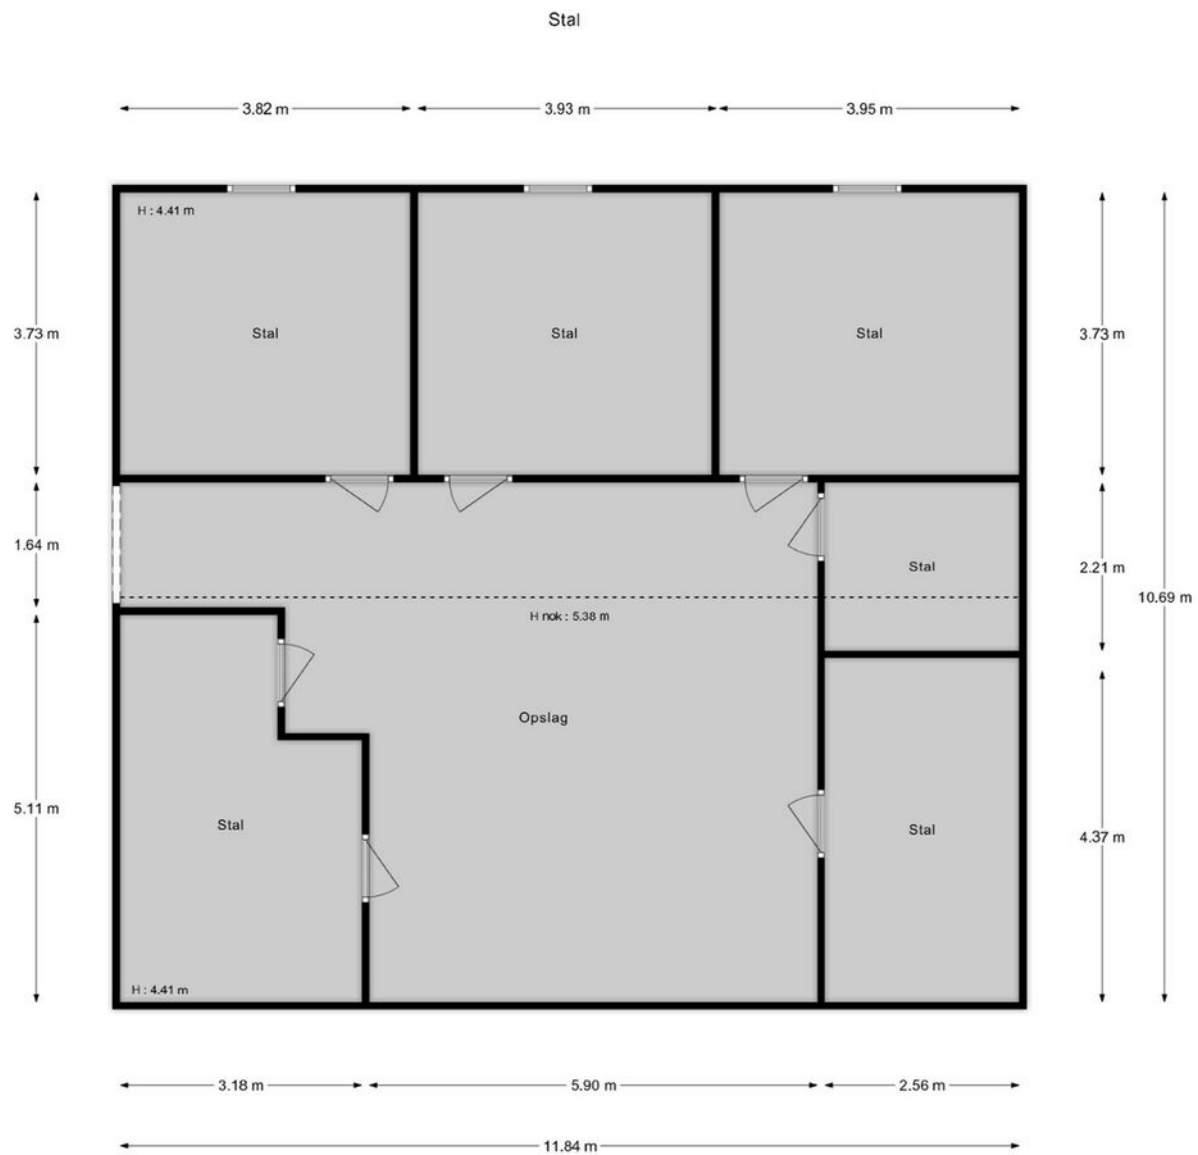 Stal
3.82 m
3.93 m
3.95 m
H : 4.41 m
3.73 m
Stal
Stal
Stal
3.73 m
1.64 m
Stal
2.21 m
10.69 m
H nok : 5.38 m
Opslag
5.11 m
Stal
Stal
4.37 m
H : 4.41 m
3.18 m
5.90 m
2.56 m
11.84 m